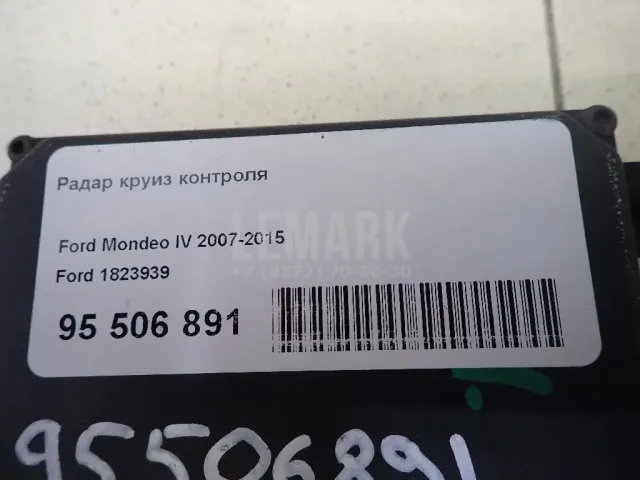 Радар круиз контроля
LEMARK
Ford Mondeo IV 2007-2015
Ford 1823939
95 506 891
95506891